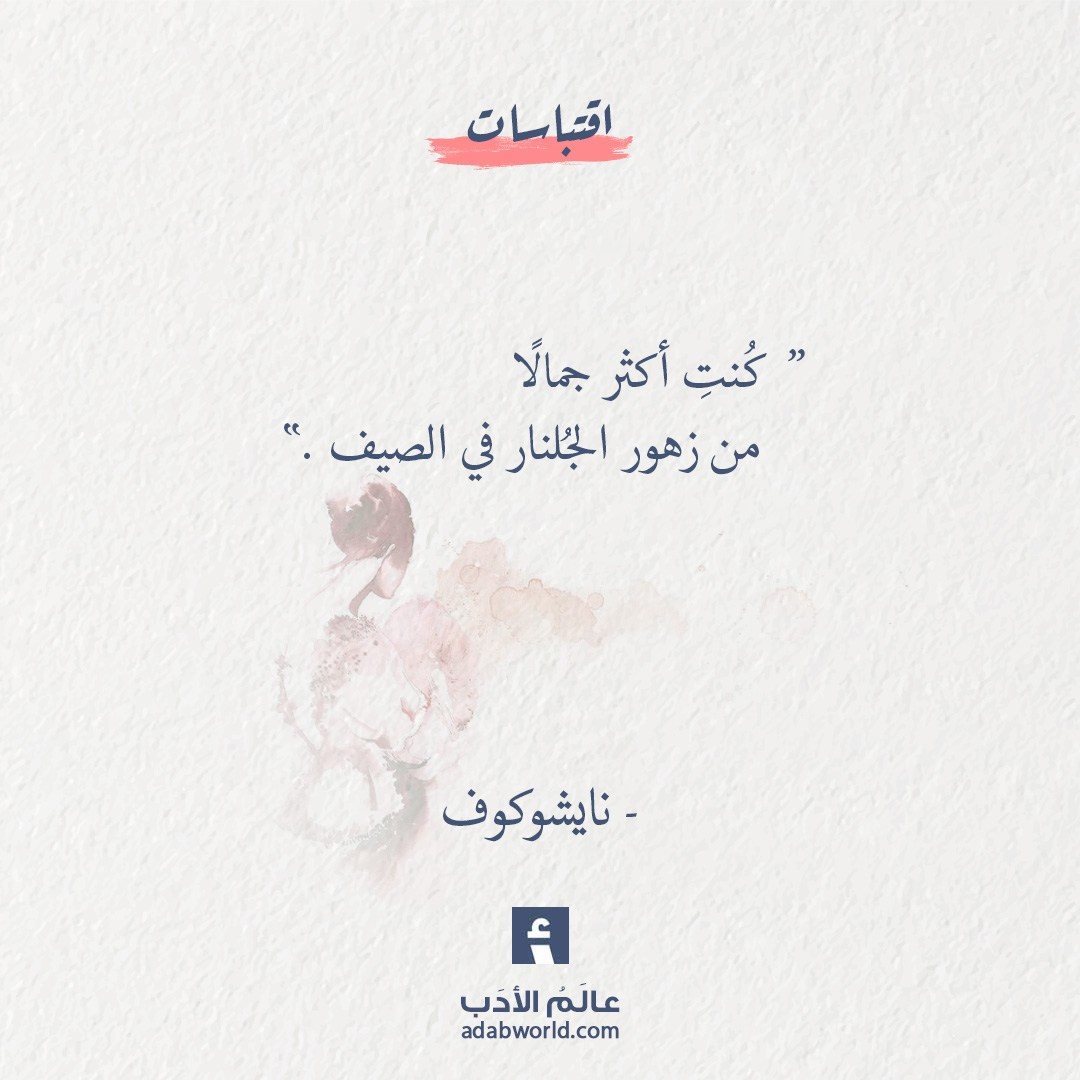 اقتباسات
” كُنتِ أكثر جمالًا
من زهور الجُلنار في الصيف .“
- نايشوكوف
أ
عالَمُ الأدَب
adabworld.com